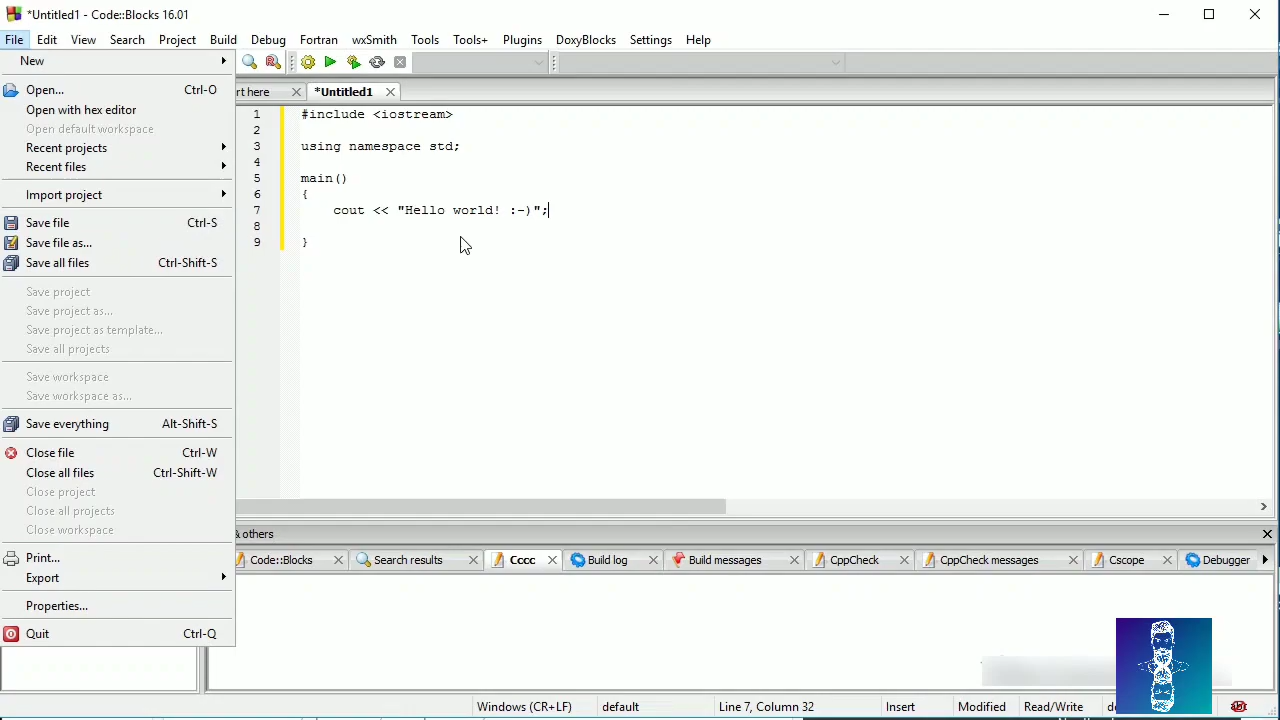 *Untitled1 - Code::Blocks 16.01
File Edit View Search Project Build Debug Fortran wxSmith Tools Tools+ Plugins DoxyBlocks Settings Help
New
Open... Ctrl-O
Open with hex editor
Open default workspace
Recent projects
Recent files
Import project
Save file Ctrl-S
Save file as...
Save all files Ctrl-Shift-S
Save project
Save project as...
Save project as template...
Save all projects
Save workspace
Save workspace as...
Save everything Alt-Shift-S
Close file Ctrl-W
Close all files Ctrl-Shift-W
Close project
Close all projects
Close workspace
Print...
Export
Properties...
Quit Ctrl-Q
rt here *Untitled1
1 #include <iostream>
2
3 using namespace std;
4
5 main()
6 {
7 cout << "Hello world! :-)";
8
9 }
& others
Code::Blocks Search results Cccc Build log Build messages CppCheck CppCheck messages Cscope Debugger
Windows (CR+LF) default Line 7, Column 32 Insert Modified Read/Write